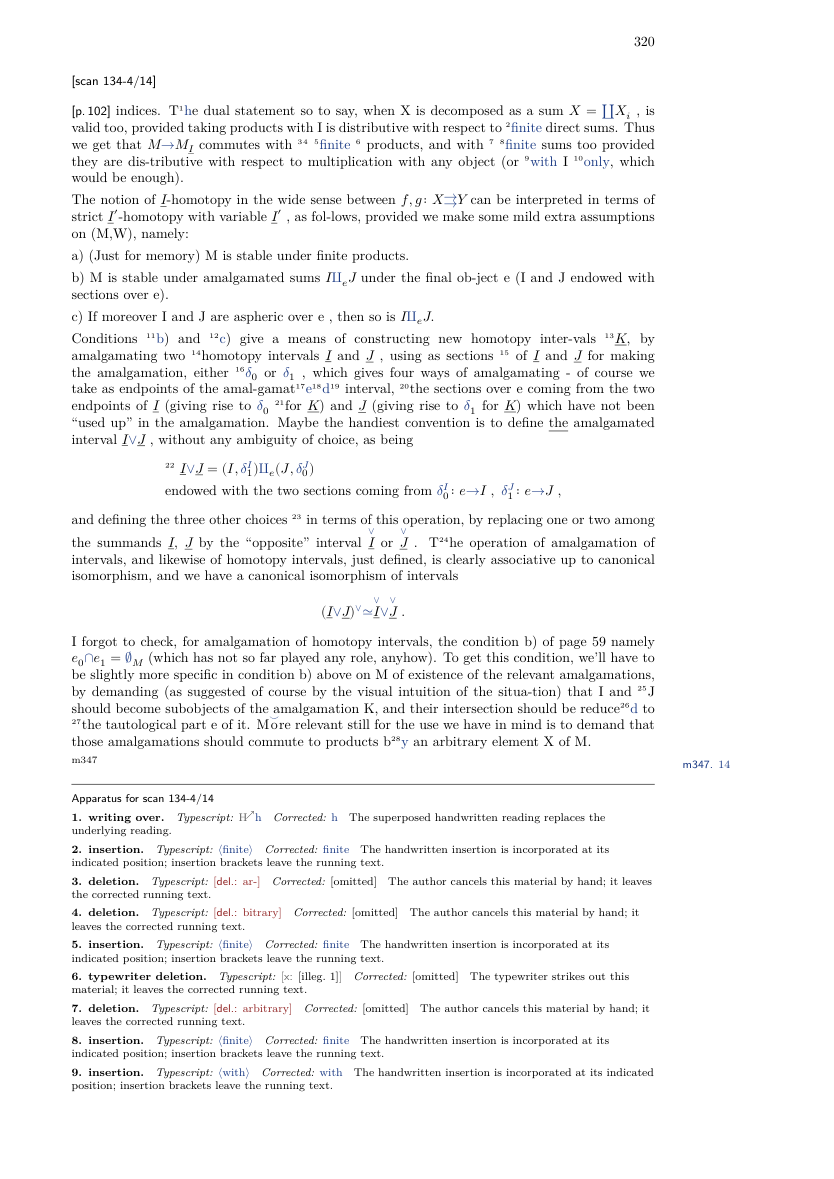 320
[scan 134-4/14]
[p. 102] indices. T¹he dual statement so to say, when X is decomposed as a sum X = ∐Xᵢ , is
valid too, provided taking products with I is distributive with respect to ²finite direct sums. Thus
we get that M→M_I̲ commutes with ³⁴ ⁵finite ⁶ products, and with ⁷ ⁸finite sums too provided
they are dis-tributive with respect to multiplication with any object (or ⁹with I ¹⁰only, which
would be enough).
The notion of I̲-homotopy in the wide sense between f, g: X⇉Y can be interpreted in terms of
strict I̲′-homotopy with variable I̲′ , as fol-lows, provided we make some mild extra assumptions
on (M,W), namely:
a) (Just for memory) M is stable under finite products.
b) M is stable under amalgamated sums I∐ₑJ under the final ob-ject e (I and J endowed with
sections over e).
c) If moreover I and J are aspheric over e , then so is I∐ₑJ.
Conditions ¹¹b) and ¹²c) give a means of constructing new homotopy inter-vals ¹³K̲, by
amalgamating two ¹⁴homotopy intervals I̲ and J̲ , using as sections ¹⁵ of I̲ and J̲ for making
the amalgamation, either ¹⁶δ₀ or δ₁ , which gives four ways of amalgamating - of course we
take as endpoints of the amal-gamat¹⁷e¹⁸d¹⁹ interval, ²⁰the sections over e coming from the two
endpoints of I̲ (giving rise to δ₀ ²¹for K̲) and J̲ (giving rise to δ₁ for K̲) which have not been
“used up” in the amalgamation. Maybe the handiest convention is to define the amalgamated
interval I̲∨J̲ , without any ambiguity of choice, as being
²² I̲∨J̲ = (I, δ₁ᴵ)∐ₑ(J, δ₀ᴶ)
endowed with the two sections coming from δ₀ᴵ: e→I , δ₁ᴶ: e→J ,
and defining the three other choices ²³ in terms of this operation, by replacing one or two among
the summands I̲, J̲ by the “opposite” interval Ǐ̲ or J̲̌ . T²⁴he operation of amalgamation of
intervals, and likewise of homotopy intervals, just defined, is clearly associative up to canonical
isomorphism, and we have a canonical isomorphism of intervals
(I̲∨J̲)^∨≃Ǐ̲∨J̲̌ .
I forgot to check, for amalgamation of homotopy intervals, the condition b) of page 59 namely
e₀∩e₁ = ∅_M (which has not so far played any role, anyhow). To get this condition, we’ll have to
be slightly more specific in condition b) above on M of existence of the relevant amalgamations,
by demanding (as suggested of course by the visual intuition of the situa-tion) that I and ²⁵J
should become subobjects of the amalgamation K, and their intersection should be reduce²⁶d to
²⁷the tautological part e of it. More relevant still for the use we have in mind is to demand that
those amalgamations should commute to products b²⁸y an arbitrary element X of M.
m347
m347. 14
Apparatus for scan 134-4/14
1. writing over. Typescript: H↗h Corrected: h The superposed handwritten reading replaces the
underlying reading.
2. insertion. Typescript: ⟨finite⟩ Corrected: finite The handwritten insertion is incorporated at its
indicated position; insertion brackets leave the running text.
3. deletion. Typescript: [del.: ar-] Corrected: [omitted] The author cancels this material by hand; it leaves
the corrected running text.
4. deletion. Typescript: [del.: bitrary] Corrected: [omitted] The author cancels this material by hand; it
leaves the corrected running text.
5. insertion. Typescript: ⟨finite⟩ Corrected: finite The handwritten insertion is incorporated at its
indicated position; insertion brackets leave the running text.
6. typewriter deletion. Typescript: [x: [illeg. 1]] Corrected: [omitted] The typewriter strikes out this
material; it leaves the corrected running text.
7. deletion. Typescript: [del.: arbitrary] Corrected: [omitted] The author cancels this material by hand; it
leaves the corrected running text.
8. insertion. Typescript: ⟨finite⟩ Corrected: finite The handwritten insertion is incorporated at its
indicated position; insertion brackets leave the running text.
9. insertion. Typescript: ⟨with⟩ Corrected: with The handwritten insertion is incorporated at its indicated
position; insertion brackets leave the running text.